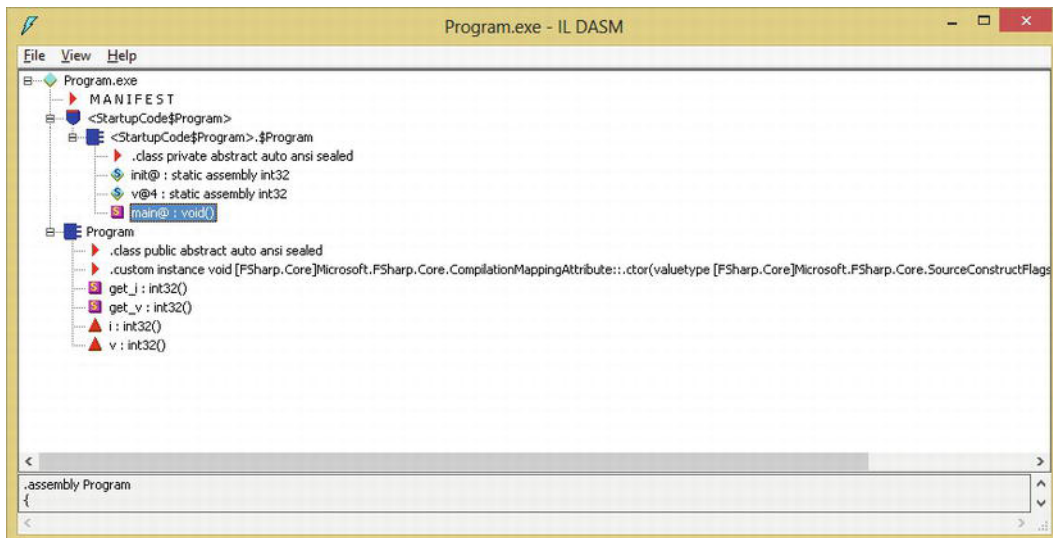 Program.exe - IL DASM
File View Help
Program.exe
MANIFEST
<StartupCode$Program>
<StartupCode$Program>.$Program
.class private abstract auto ansi sealed
init@ : static assembly int32
v@4 : static assembly int32
main@ : void()
Program
.class public abstract auto ansi sealed
.custom instance void [FSharp.Core]Microsoft.FSharp.Core.CompilationMappingAttribute::.ctor(valuetype [FSharp.Core]Microsoft.FSharp.Core.SourceConstructFlags
get_i : int32()
get_v : int32()
i : int32()
v : int32()
.assembly Program
{